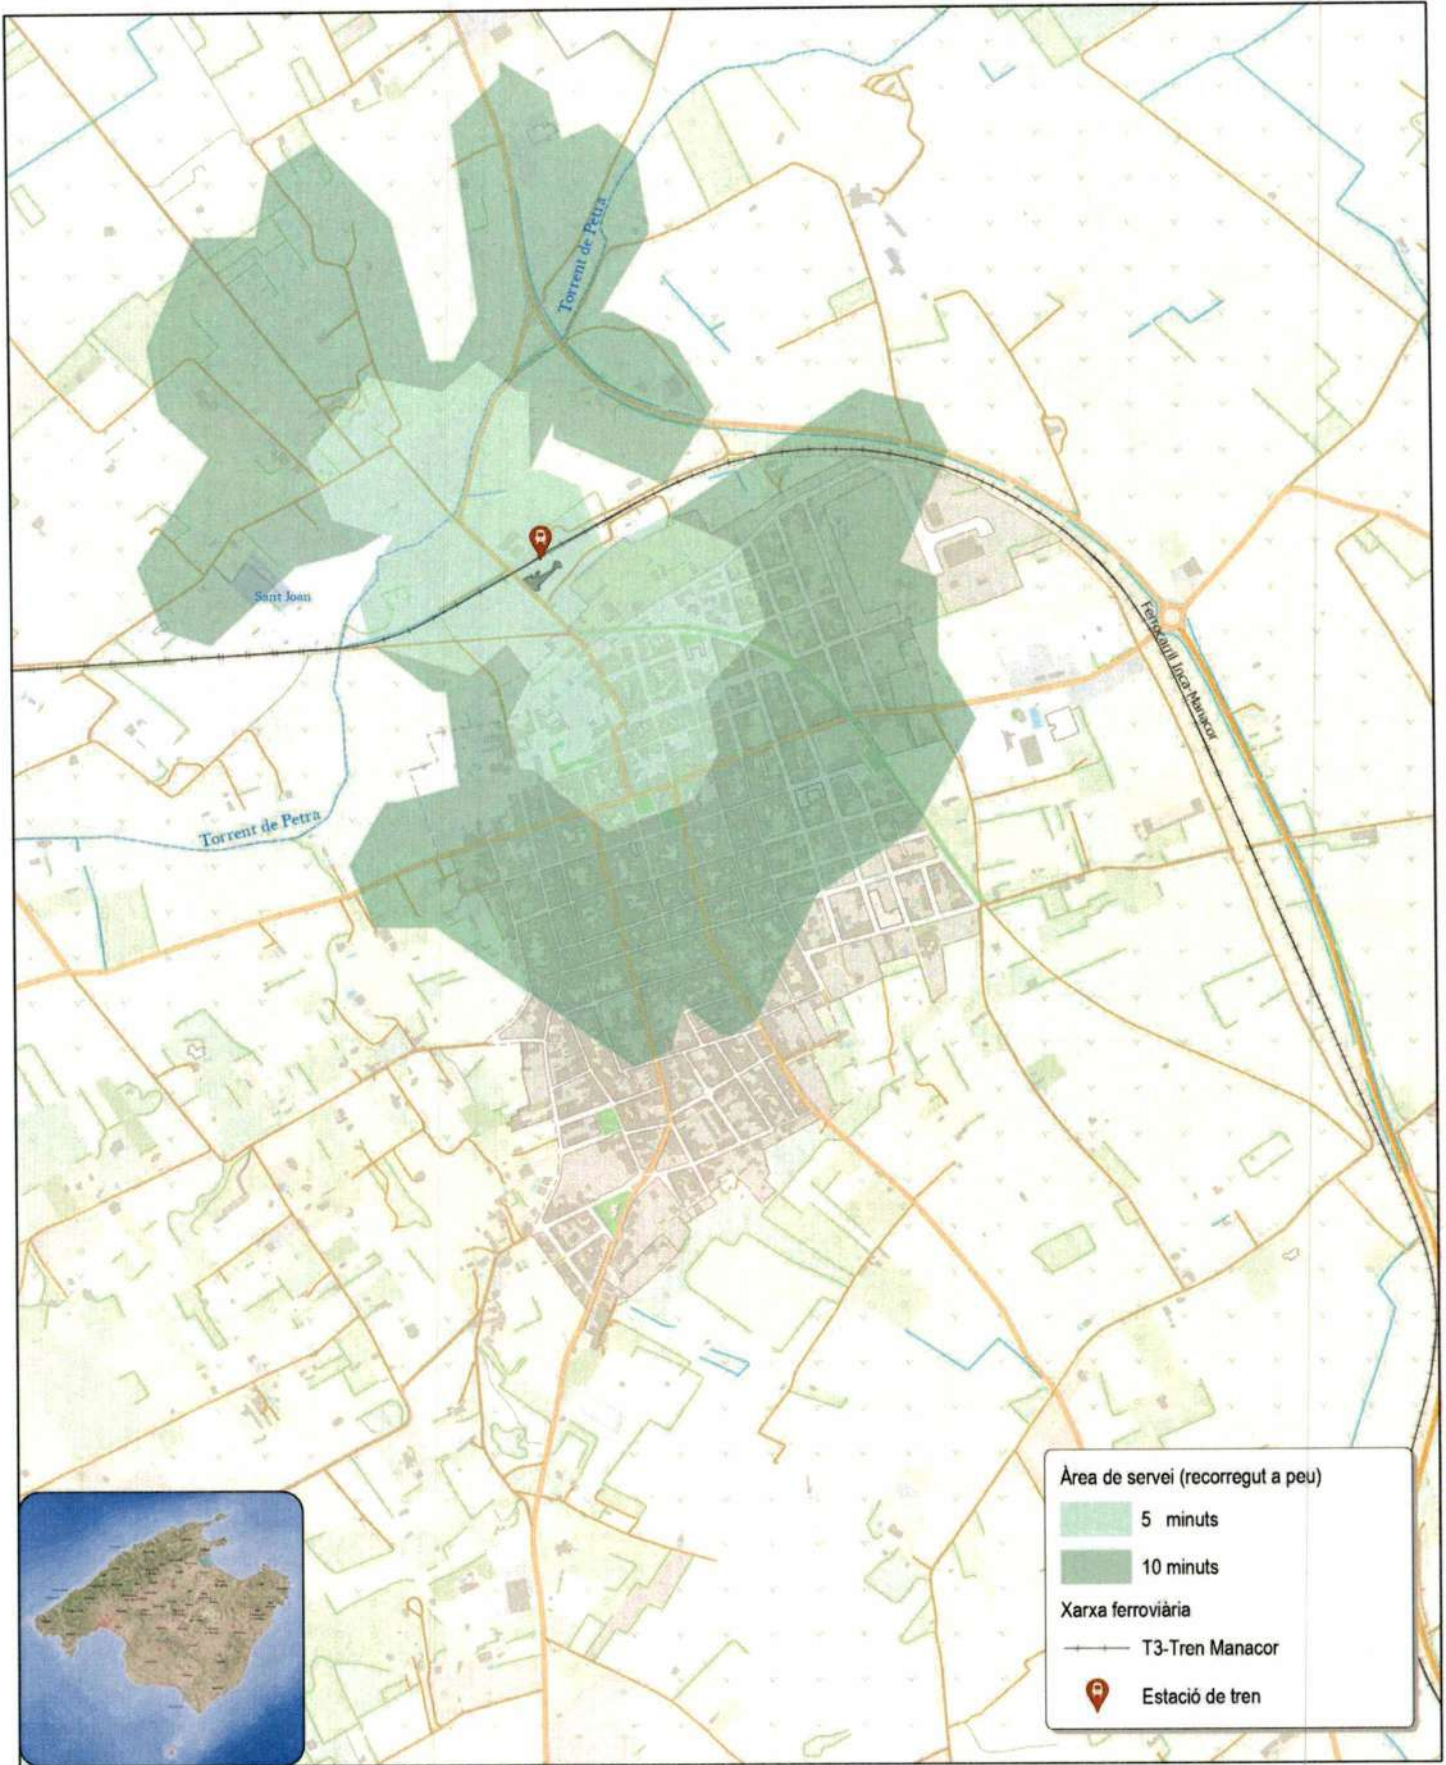 Torrent de Petra
Sant Joan
Ferrocarril Inca-Manacor
Torrent de Petra
Àrea de servei (recorregut a peu)
5 minuts
10 minuts
Xarxa ferroviària
T3-Tren Manacor
Estació de tren